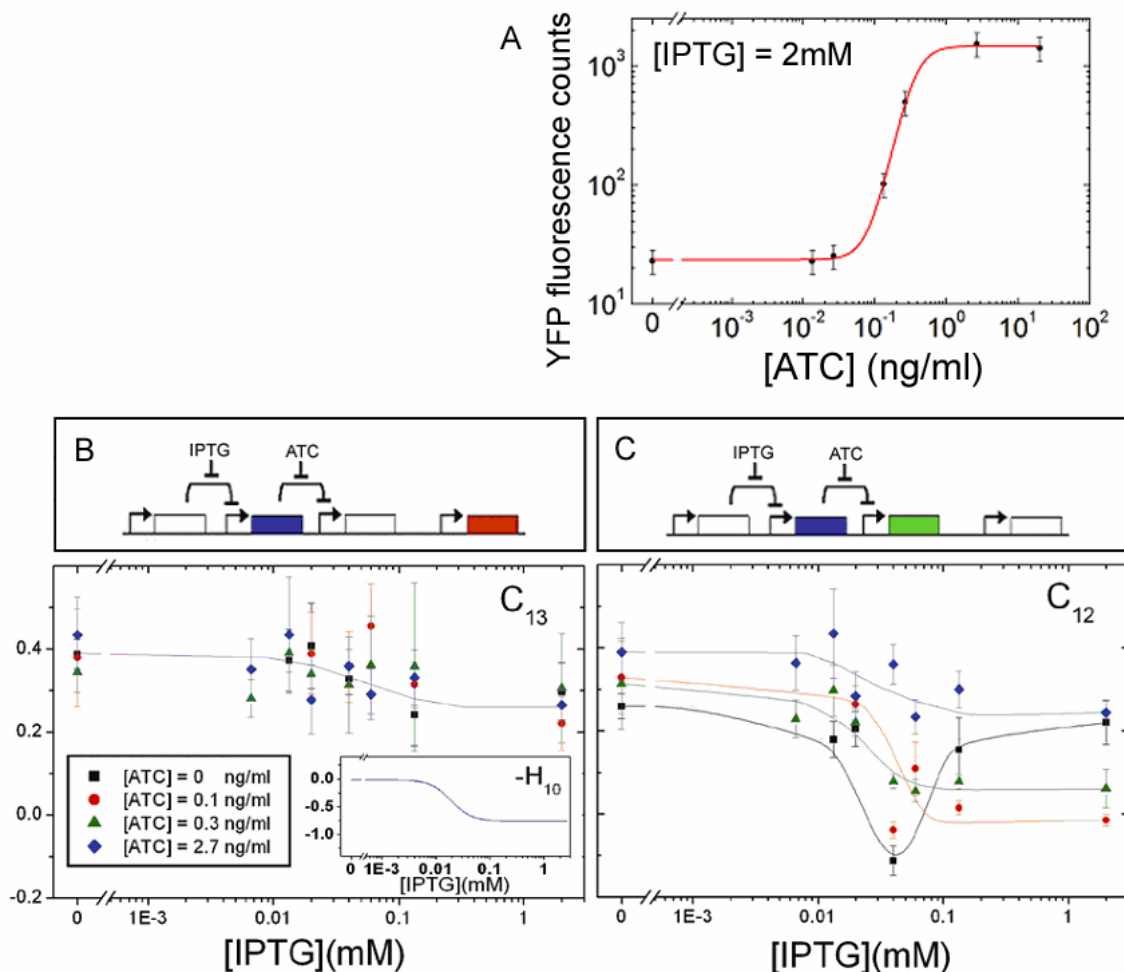 A
[IPTG] = 2mM
YFP fluorescence counts
10³
10²
10¹
0 10⁻³ 10⁻² 10⁻¹ 10⁰ 10¹ 10²
[ATC] (ng/ml)
B
IPTG ATC
C
IPTG ATC
C₁₃
0.4
0.2
0.0
-0.2
[ATC] = 0 ng/ml
[ATC] = 0.1 ng/ml
[ATC] = 0.3 ng/ml
[ATC] = 2.7 ng/ml
-H₁₀
0.0
-0.5
-1.0
0 1E-3 0.01 0.1 1
[IPTG](mM)
0 1E-3 0.01 0.1 1
[IPTG](mM)
C₁₂
0 0.01 0.1 1
[IPTG](mM)